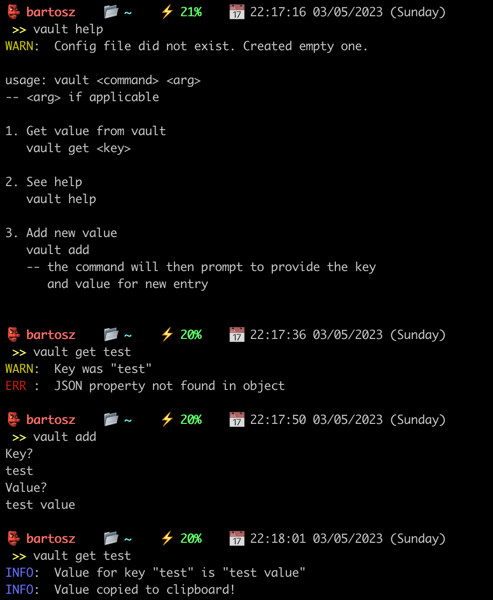 bartosz ~ 21% 22:17:16 03/05/2023 (Sunday)
>> vault help
WARN: Config file did not exist. Created empty one.
usage: vault <command> <arg>
-- <arg> if applicable
1. Get value from vault
vault get <key>
2. See help
vault help
3. Add new value
vault add
-- the command will then prompt to provide the key
and value for new entry
bartosz ~ 20% 22:17:36 03/05/2023 (Sunday)
>> vault get test
WARN: Key was "test"
ERR : JSON property not found in object
bartosz ~ 20% 22:17:50 03/05/2023 (Sunday)
>> vault add
Key?
test
Value?
test value
bartosz ~ 20% 22:18:01 03/05/2023 (Sunday)
>> vault get test
INFO: Value for key "test" is "test value"
INFO: Value copied to clipboard!